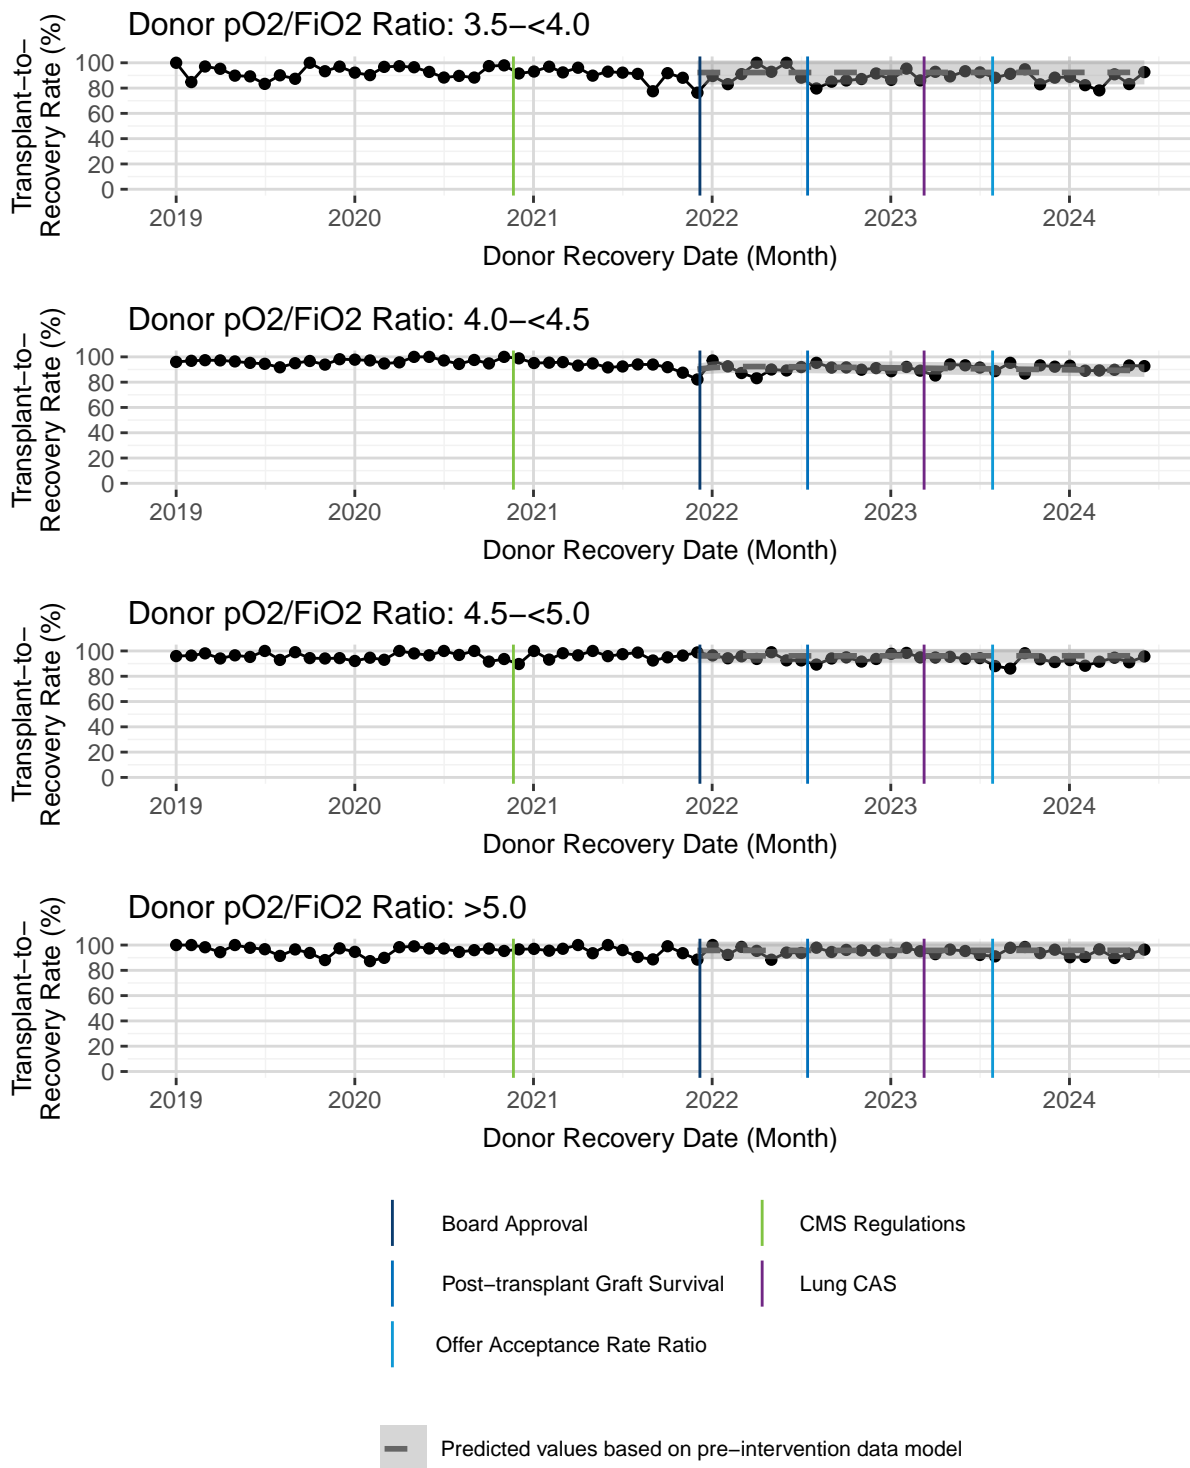 Donor pO2/FiO2 Ratio: 3.5−<4.0
Transplant−to−
Recovery Rate (%)
100
80
60
40
20
0
2019 2020 2021 2022 2023 2024
Donor Recovery Date (Month)
Donor pO2/FiO2 Ratio: 4.0−<4.5
Transplant−to−
Recovery Rate (%)
100
80
60
40
20
0
2019 2020 2021 2022 2023 2024
Donor Recovery Date (Month)
Donor pO2/FiO2 Ratio: 4.5−<5.0
Transplant−to−
Recovery Rate (%)
100
80
60
40
20
0
2019 2020 2021 2022 2023 2024
Donor Recovery Date (Month)
Donor pO2/FiO2 Ratio: >5.0
Transplant−to−
Recovery Rate (%)
100
80
60
40
20
0
2019 2020 2021 2022 2023 2024
Donor Recovery Date (Month)
Board Approval CMS Regulations
Post−transplant Graft Survival Lung CAS
Offer Acceptance Rate Ratio
Predicted values based on pre−intervention data model